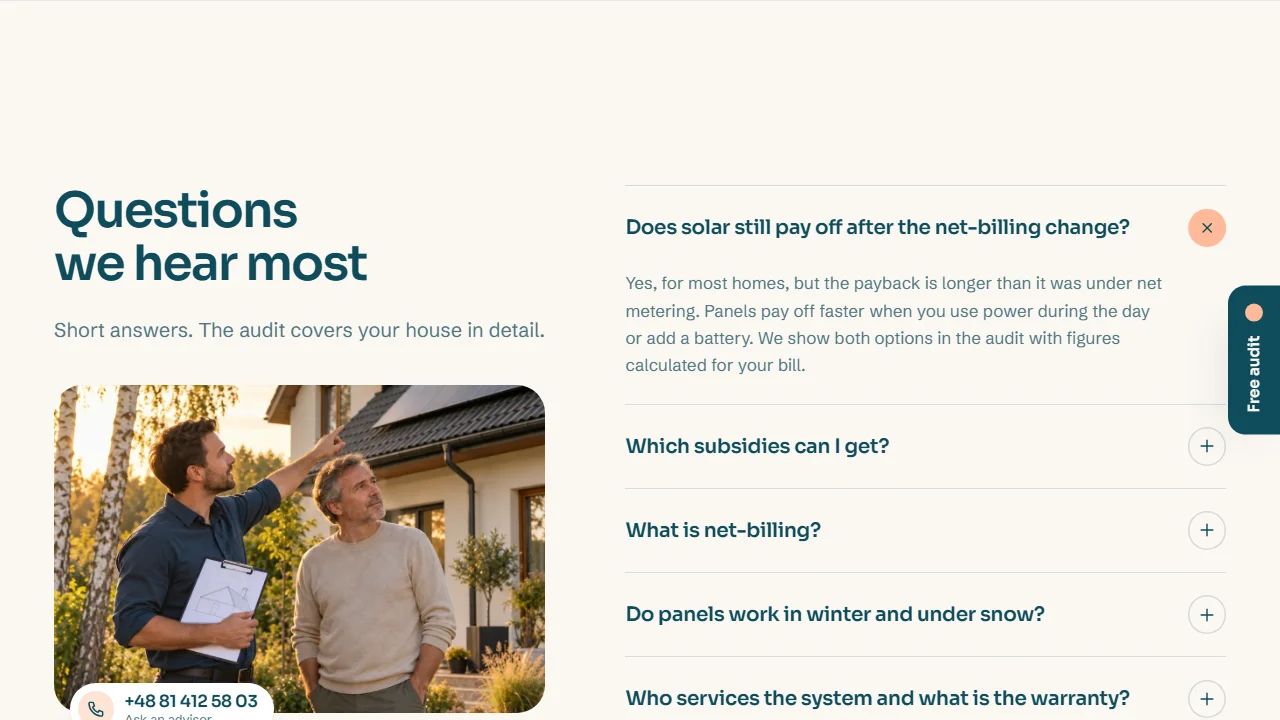 Questions
we hear most
Short answers. The audit covers your house in detail.
+48 81 412 58 03
Ask an advisor
Does solar still pay off after the net-billing change?
Yes, for most homes, but the payback is longer than it was under net
metering. Panels pay off faster when you use power during the day
or add a battery. We show both options in the audit with figures
calculated for your bill.
Which subsidies can I get?
What is net-billing?
Do panels work in winter and under snow?
Who services the system and what is the warranty?
Free audit